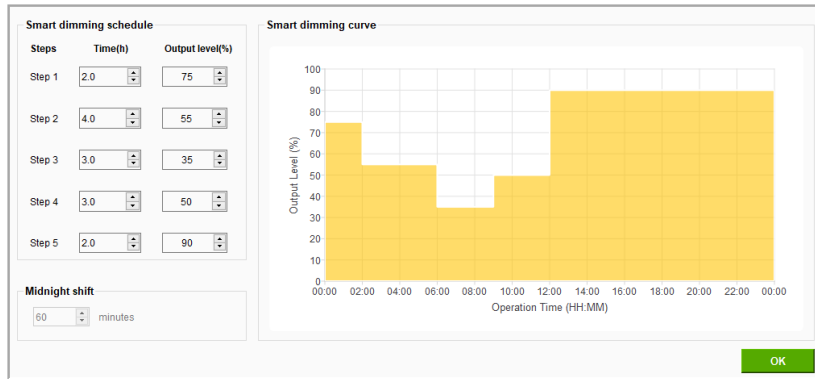 Smart dimming schedule
Steps Time(h) Output level(%)
Step 1 2.0 75
Step 2 4.0 55
Step 3 3.0 35
Step 4 3.0 50
Step 5 2.0 90
Midnight shift
60 minutes
Smart dimming curve
Output Level (%)
100
90
80
70
60
50
40
30
20
10
0
00:00 02:00 04:00 06:00 08:00 10:00 12:00 14:00 16:00 18:00 20:00 22:00 00:00
Operation Time (HH:MM)
OK